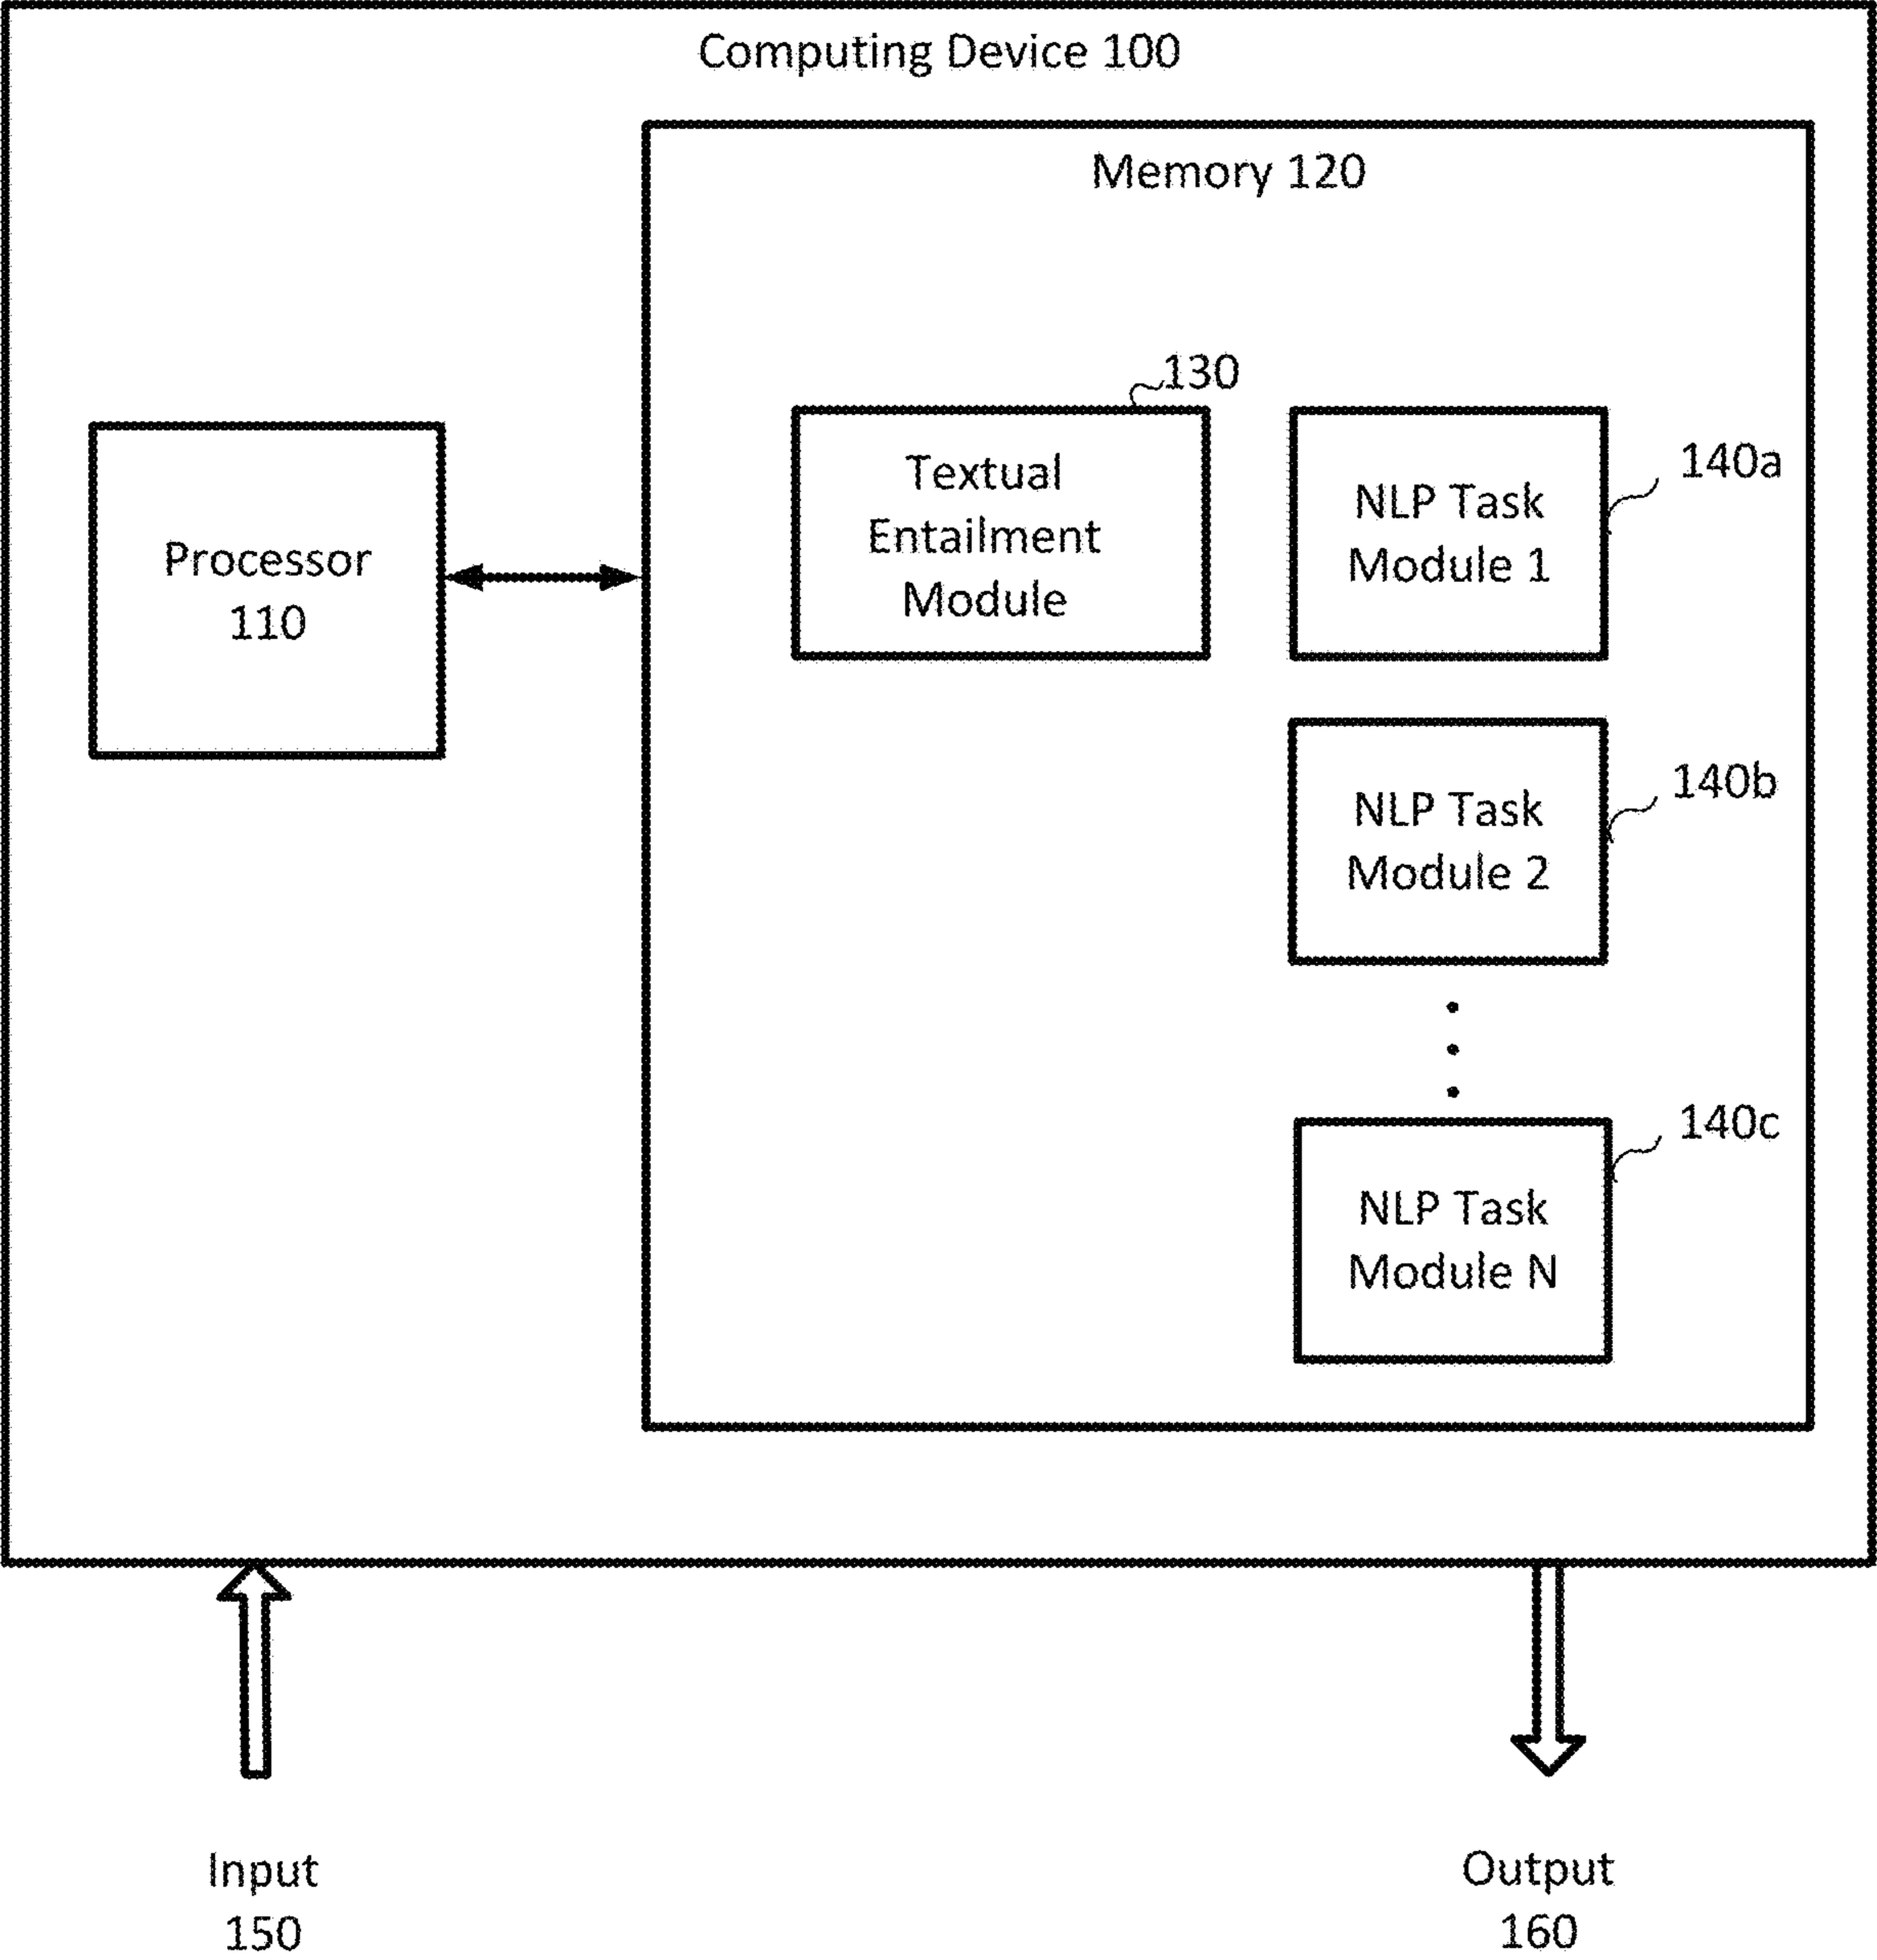 Computing Device 100
Memory 120
130
Textual
Entailment
Module
NLP Task
Module 1
140a
Processor
110
NLP Task
Module 2
140b
NLP Task
Module N
140c
Input
150
Output
160